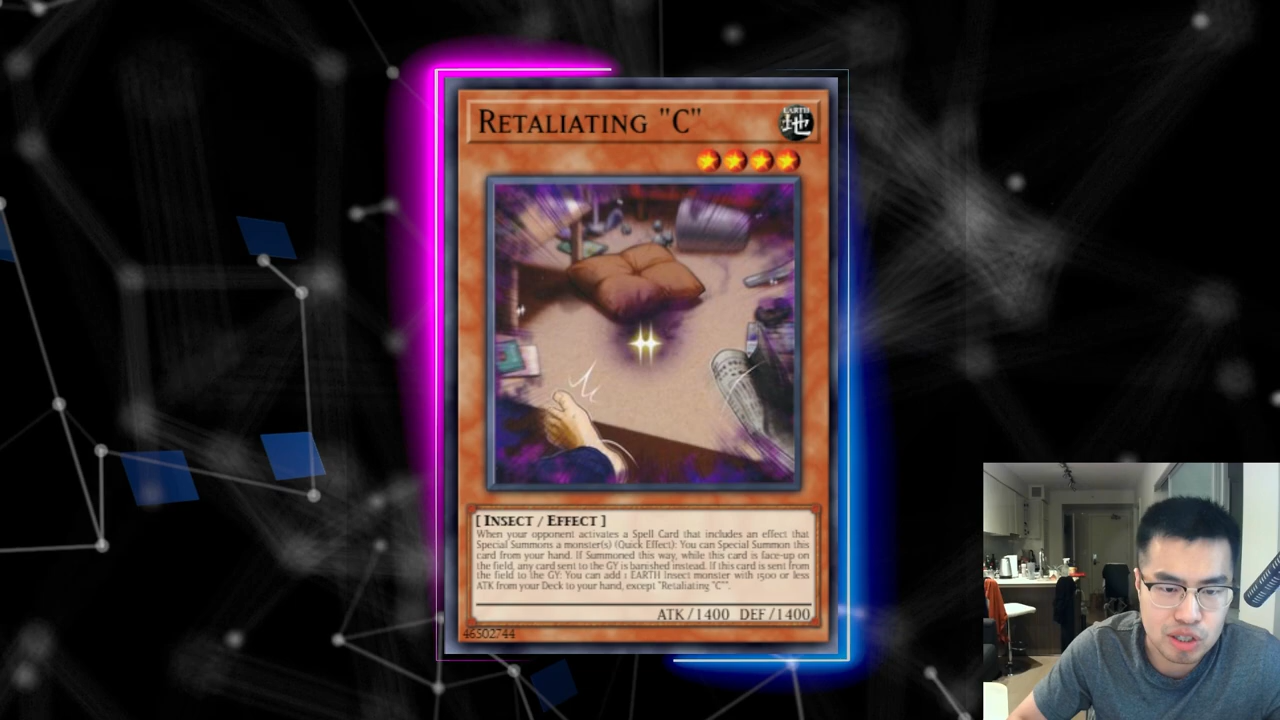 RETALIATING "C"
EARTH
地
[ INSECT / EFFECT ]
When your opponent activates a Spell Card that includes an effect that
Special Summons a monster(s) (Quick Effect): You can Special Summon this
card from your hand. If Summoned this way, while this card is face-up on
the field, any card sent to the GY is banished instead. If this card is sent from
the field to the GY: You can add 1 EARTH Insect monster with 1500 or less
ATK from your Deck to your hand, except "Retaliating "C"".
ATK/1400 DEF/1400
46502744